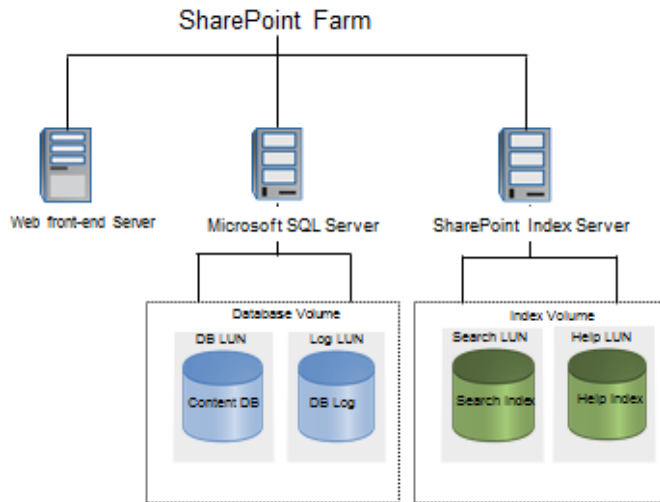 SharePoint Farm
Web front-end Server
Microsoft SQL Server
SharePoint Index Server
Database Volume
Index Volume
DB LUN
Log LUN
Search LUN
Help LUN
Content DB
DB Log
Search Index
Help Index